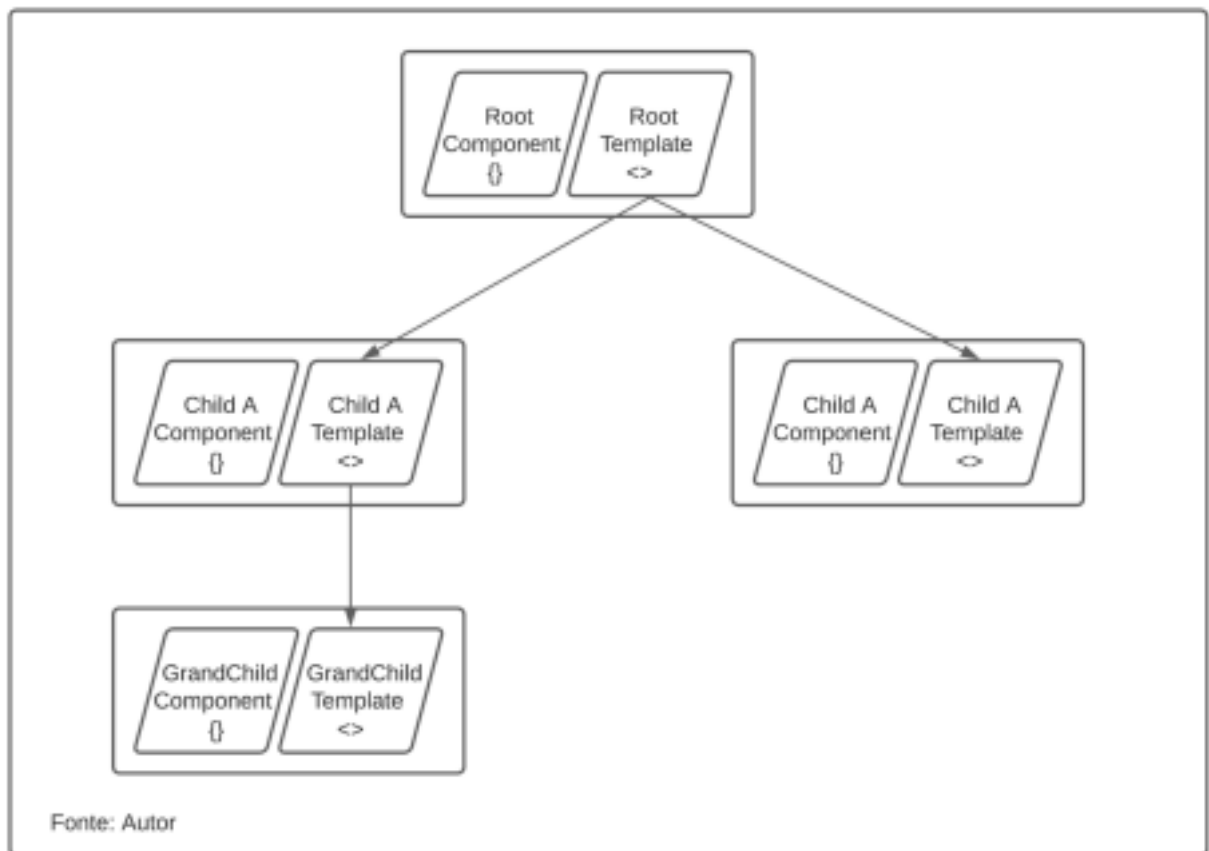 Root
Component
{}
Root
Template
<>
Child A
Component
{}
Child A
Template
<>
Child A
Component
{}
Child A
Template
<>
GrandChild
Component
{}
GrandChild
Template
<>
Fonte: Autor